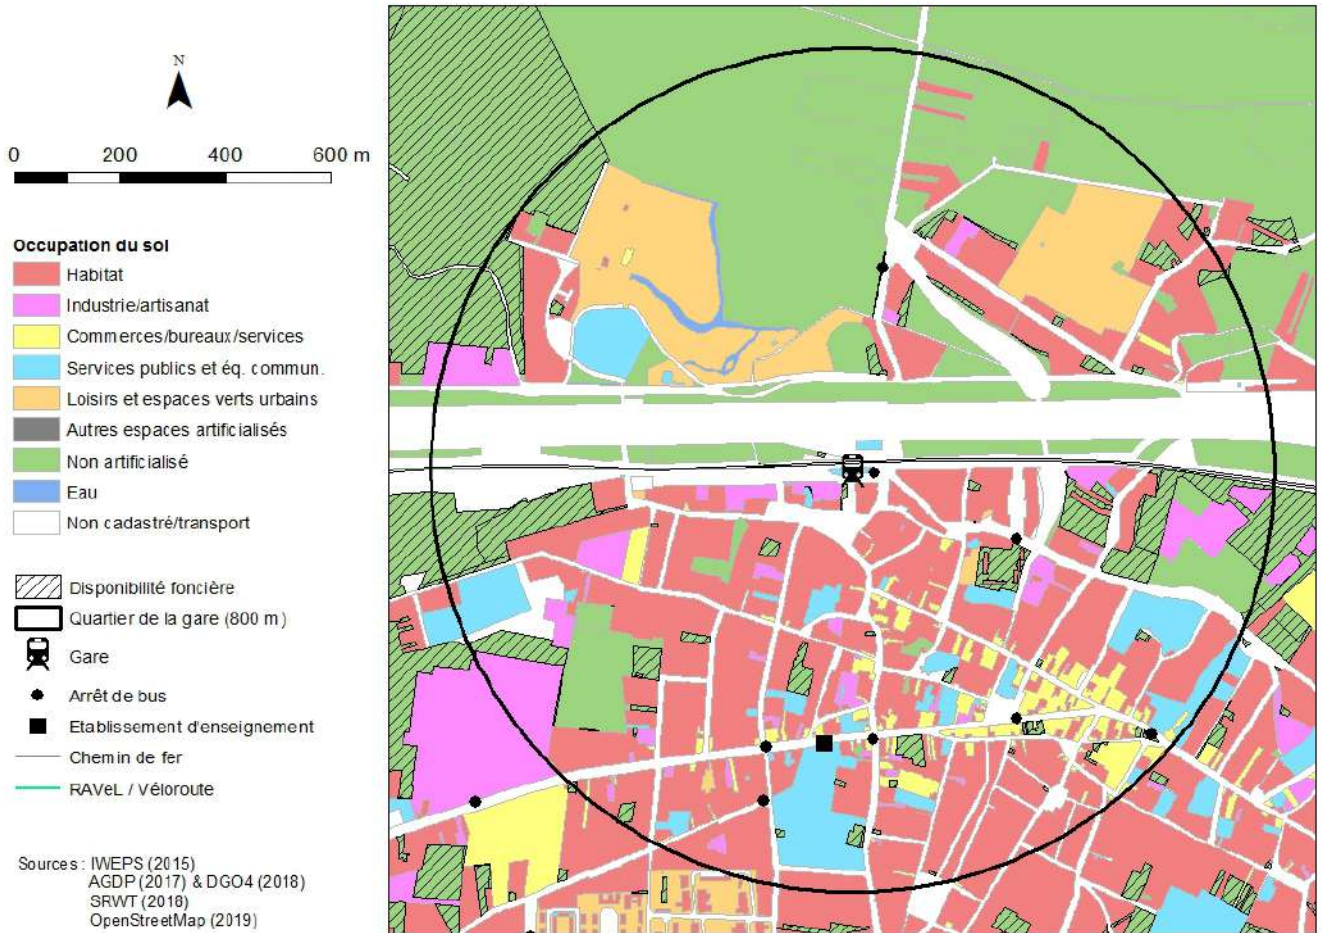 N
0 200 400 600 m
Occupation du sol
Habitat
Industrie/artisanat
Commerces/bureaux/services
Services publics et éq. commun.
Loisirs et espaces verts urbains
Autres espaces artificialisés
Non artificialisé
Eau
Non cadastré/transport
Disponibilité foncière
Quartier de la gare (800 m)
Gare
Arrêt de bus
Etablissement d'enseignement
Chemin de fer
RAVeL / Véloroute
Sources : IWEPS (2015)
AGDP (2017) & DGO4 (2018)
SRWT (2018)
OpenStreetMap (2019)